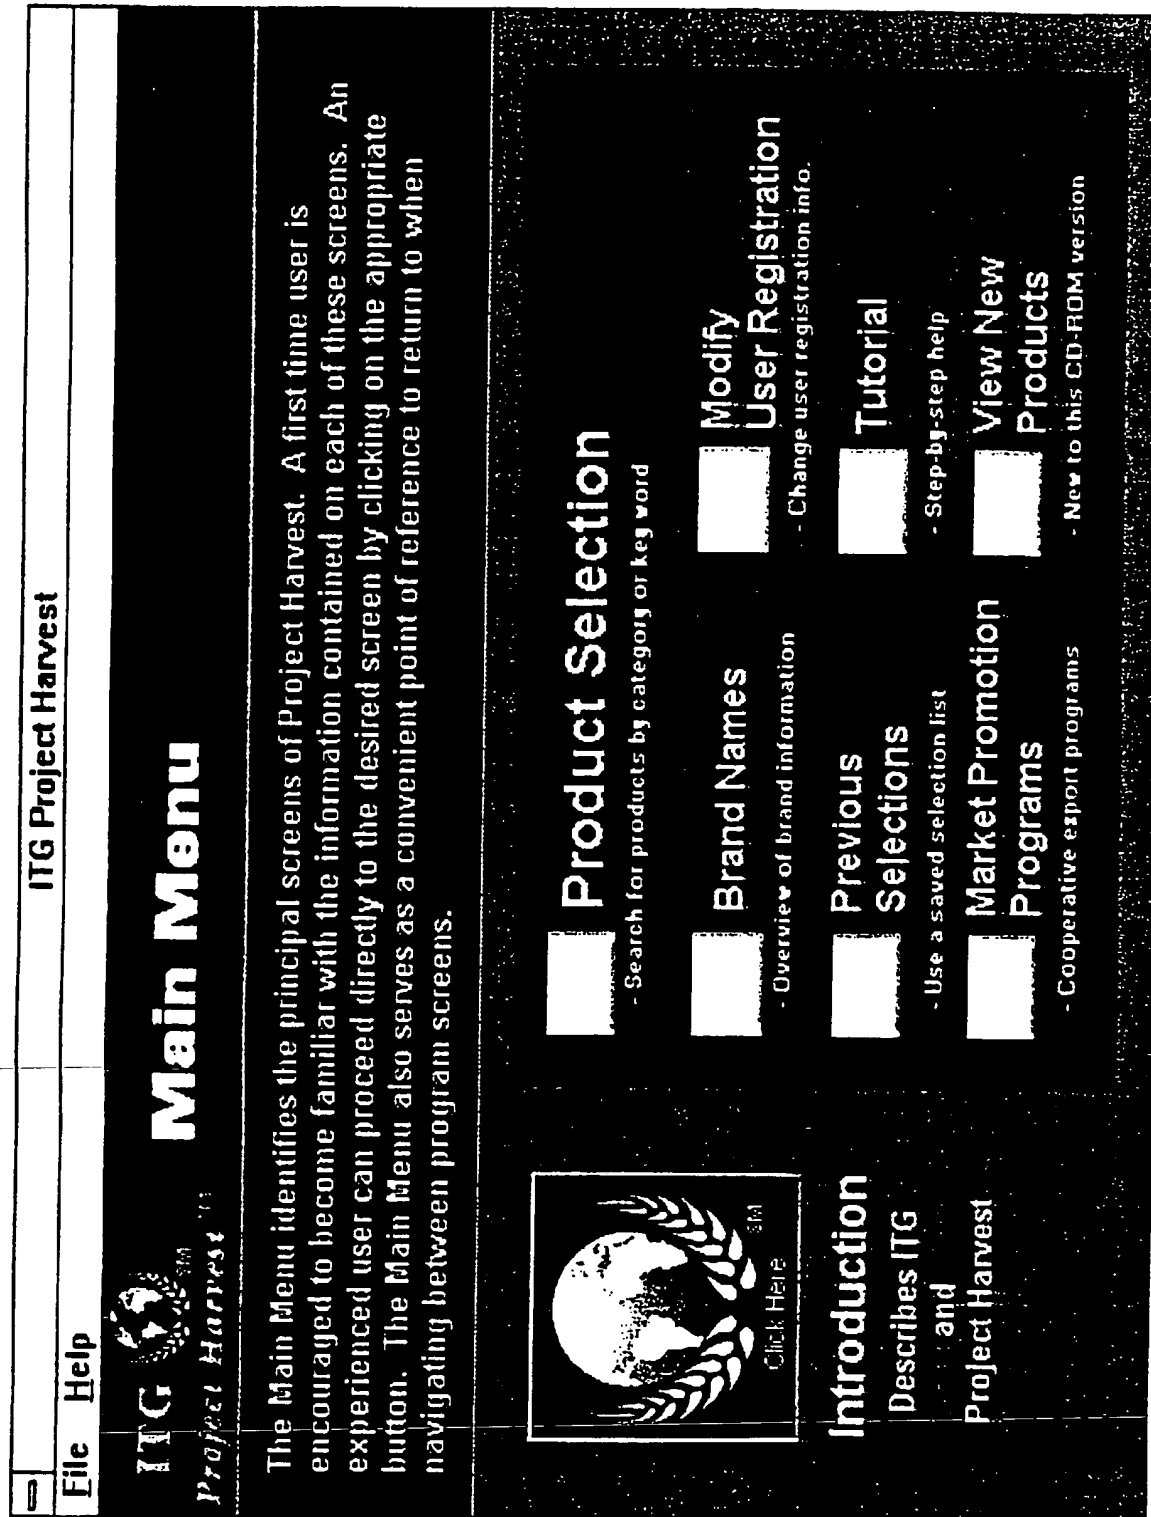 ITG Project Harvest
File Help
ITG SM
Project Harvest
Main Menu
The Main Menu identifies the principal screens of Project Harvest. A first time user is
encouraged to become familiar with the information contained on each of these screens. An
experienced user can proceed directly to the desired screen by clicking on the appropriate
button. The Main Menu also serves as a convenient point of reference to return to when
navigating between program screens.
SM
Click Here
Introduction
Describes ITG
and
Project Harvest
Product Selection
- Search for products by category or key word
Brand Names
- Overview of brand information
Previous
Selections
- Use a saved selection list
Market Promotion
Programs
- Cooperative export programs
Modify
User Registration
- Change user registration info.
Tutorial
- Step-by-step help
View New
Products
- New to this CD-ROM version